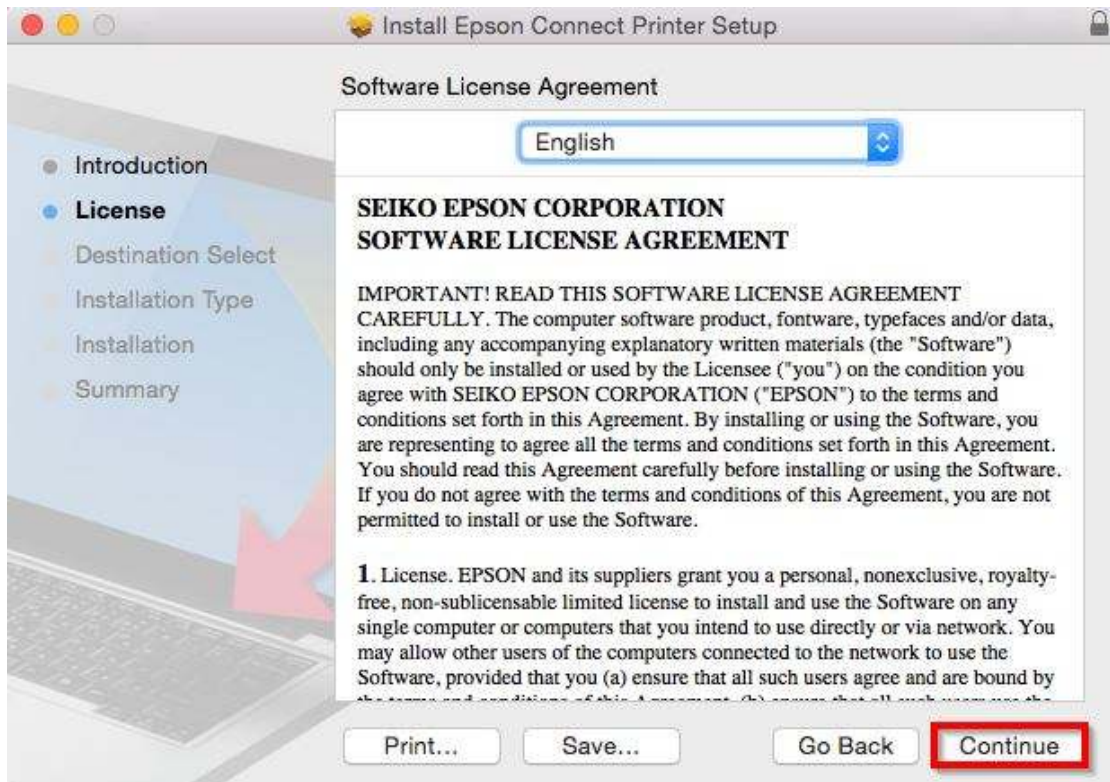 Install Epson Connect Printer Setup
Software License Agreement
English
Introduction
License
Destination Select
Installation Type
Installation
Summary
SEIKO EPSON CORPORATION
SOFTWARE LICENSE AGREEMENT
IMPORTANT! READ THIS SOFTWARE LICENSE AGREEMENT
CAREFULLY. The computer software product, fontware, typefaces and/or data,
including any accompanying explanatory written materials (the "Software")
should only be installed or used by the Licensee ("you") on the condition you
agree with SEIKO EPSON CORPORATION ("EPSON") to the terms and
conditions set forth in this Agreement. By installing or using the Software, you
are representing to agree all the terms and conditions set forth in this Agreement.
You should read this Agreement carefully before installing or using the Software.
If you do not agree with the terms and conditions of this Agreement, you are not
permitted to install or use the Software.
1. License. EPSON and its suppliers grant you a personal, nonexclusive, royalty-
free, non-sublicensable limited license to install and use the Software on any
single computer or computers that you intend to use directly or via network. You
may allow other users of the computers connected to the network to use the
Software, provided that you (a) ensure that all such users agree and are bound by
Print...
Save...
Go Back
Continue